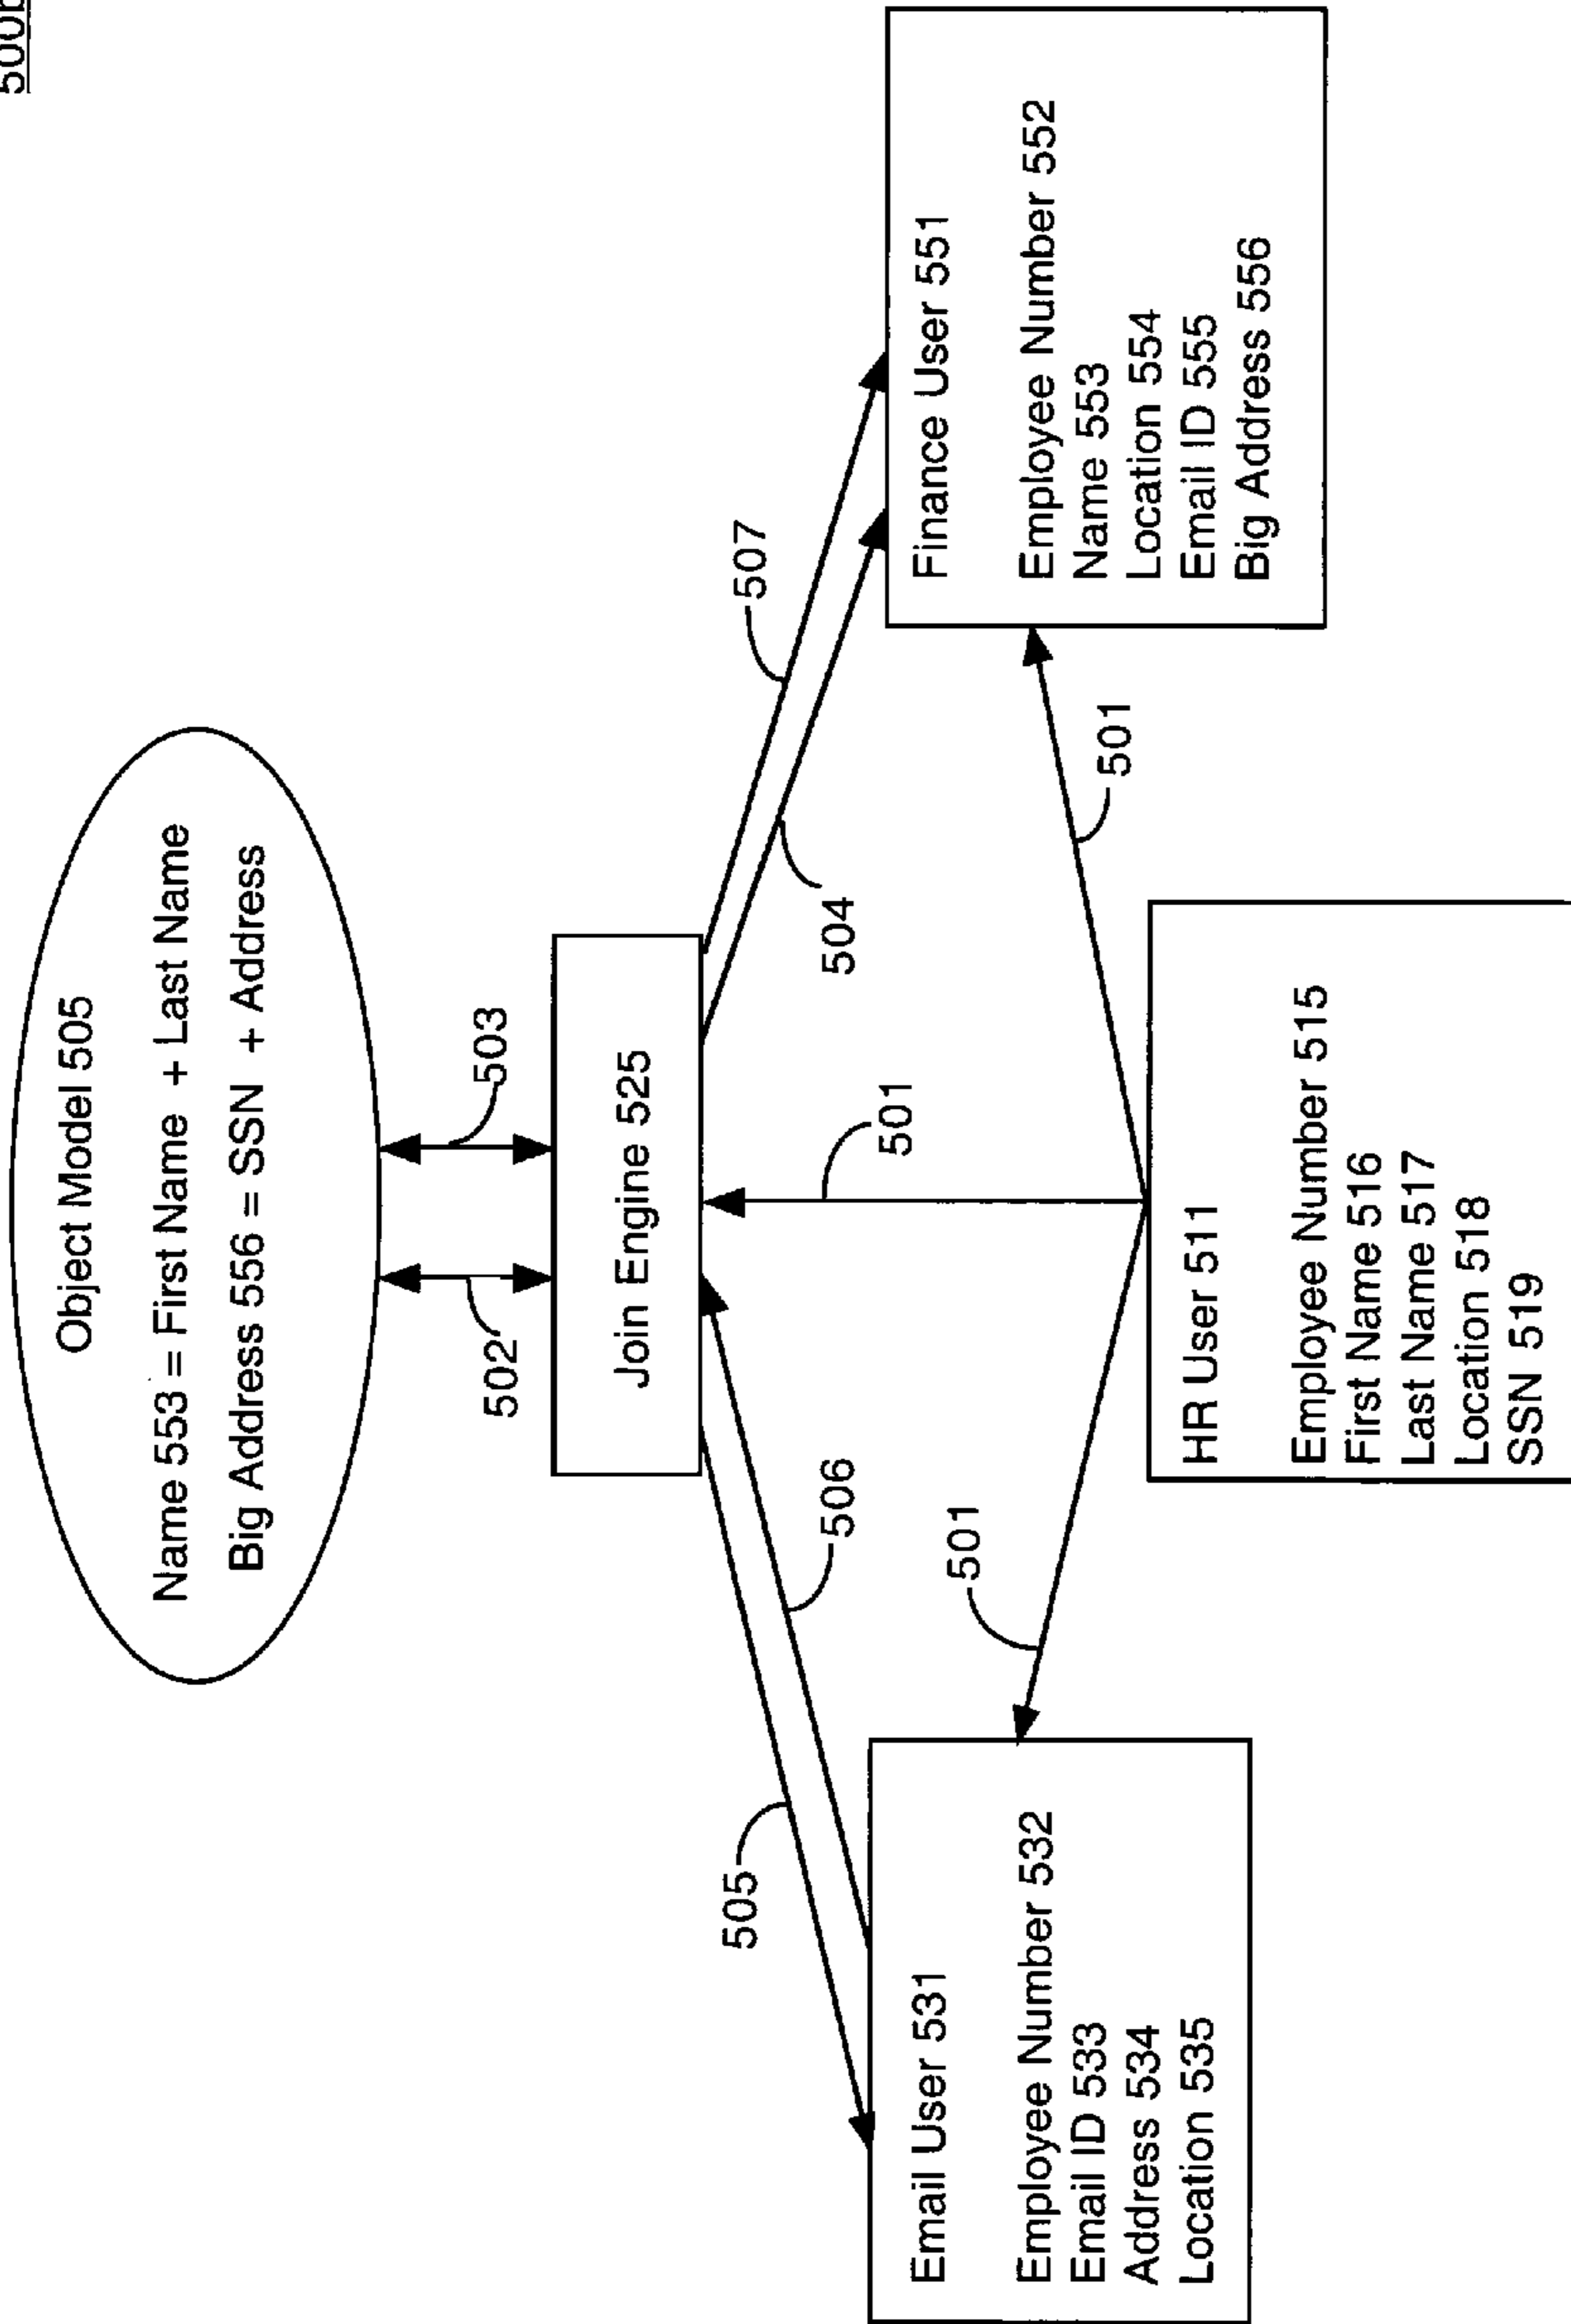 500b
Object Model 505
Name 553 = First Name + Last Name
Big Address 556 = SSN + Address
502
503
Join Engine 525
505
506
501
504
507
Email User 531
Employee Number 532
Email ID 533
Address 534
Location 535
501
501
Finance User 551
Employee Number 552
Name 553
Location 554
Email ID 555
Big Address 556
HR User 511
Employee Number 515
First Name 516
Last Name 517
Location 518
SSN 519